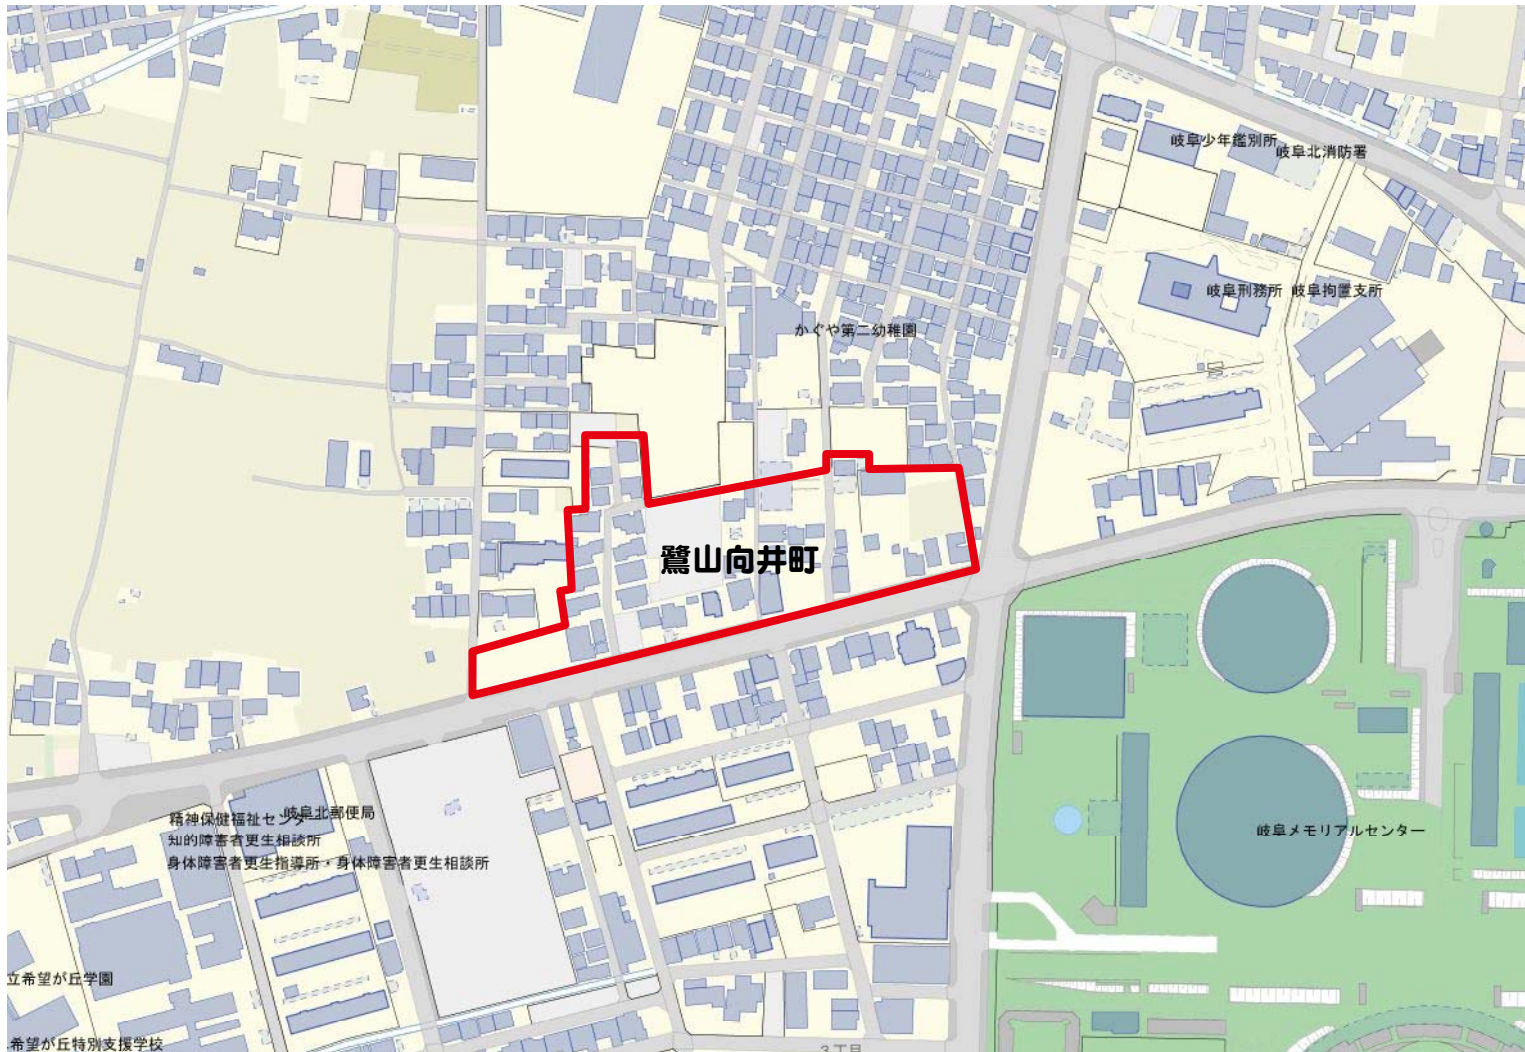 岐阜少年鑑別所
岐阜北消防署
岐阜刑務所 岐阜拘置支所
かぐや第二幼稚園
鷺山向井町
精神保健福祉センター
岐阜北郵便局
知的障害者更生相談所
身体障害者更生指導所・身体障害者更生相談所
岐阜メモリアルセンター
立希望が丘学園
希望が丘特別支援学校
3丁目